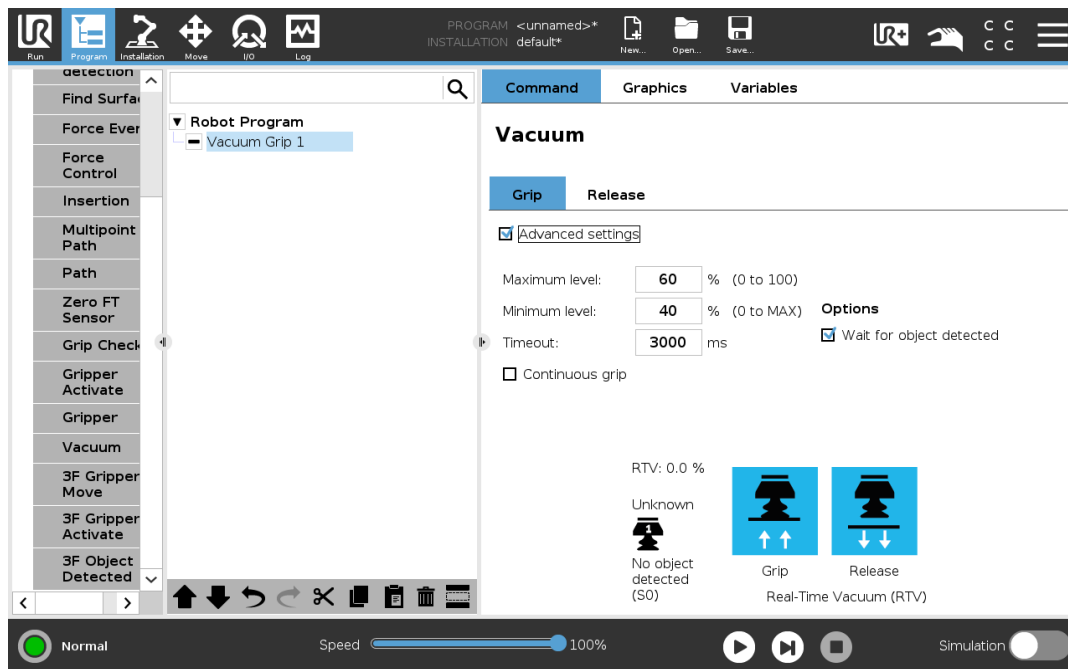 PROGRAM <unnamed>*
INSTALLATION default*
UR
Run
Program
Installation
Move
I/O
Log
New...
Open...
Save...
UR+
C C
C C
detection
Find Surfa
Force Ever
Force
Control
Insertion
Multipoint
Path
Path
Zero FT
Sensor
Grip Check
Gripper
Activate
Gripper
Vacuum
3F Gripper
Move
3F Gripper
Activate
3F Object
Detected
Robot Program
Vacuum Grip 1
Command Graphics Variables
Vacuum
Grip Release
Advanced settings
Maximum level: 60 % (0 to 100)
Minimum level: 40 % (0 to MAX) Options
Timeout: 3000 ms Wait for object detected
Continuous grip
RTV: 0.0 %
Unknown
1
No object
detected
(S0)
Grip Release
Real-Time Vacuum (RTV)
Normal Speed 100% Simulation